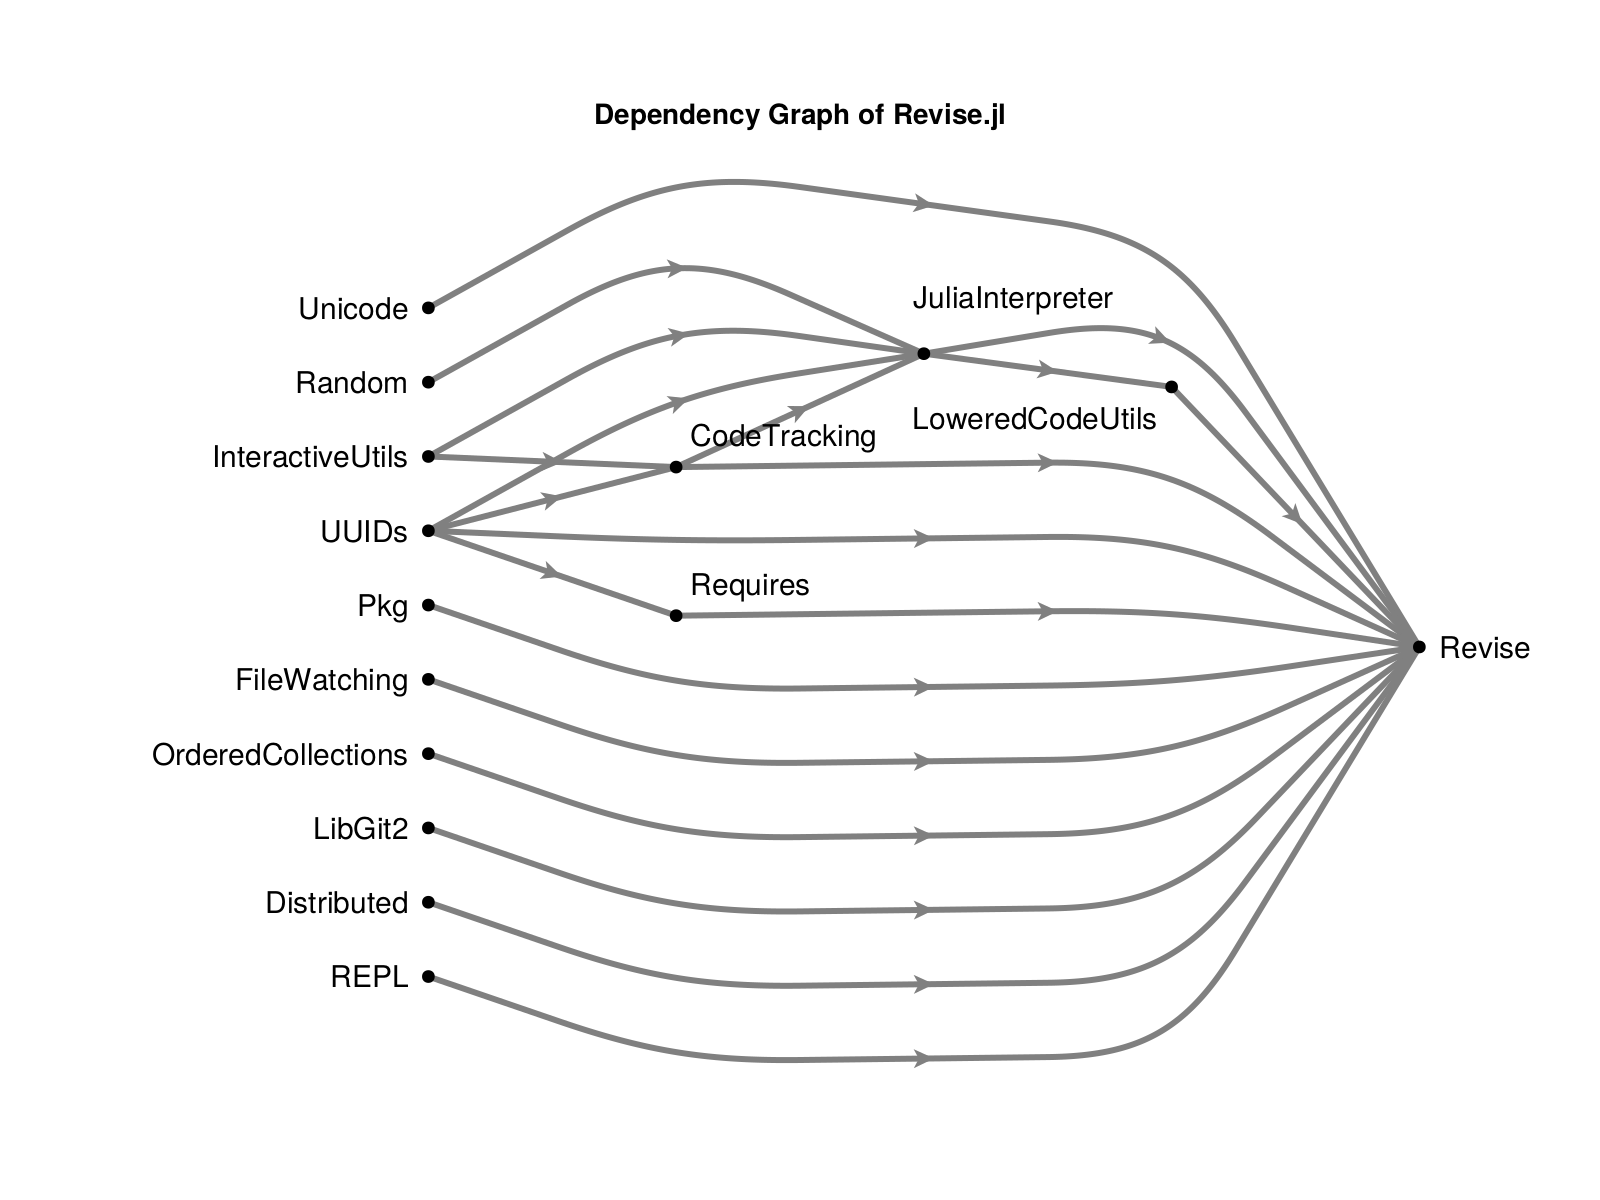 Dependency Graph of Revise.jl
Unicode
JuliaInterpreter
Random
LoweredCodeUtils
CodeTracking
InteractiveUtils
UUIDs
Requires
Pkg
Revise
FileWatching
OrderedCollections
LibGit2
Distributed
REPL